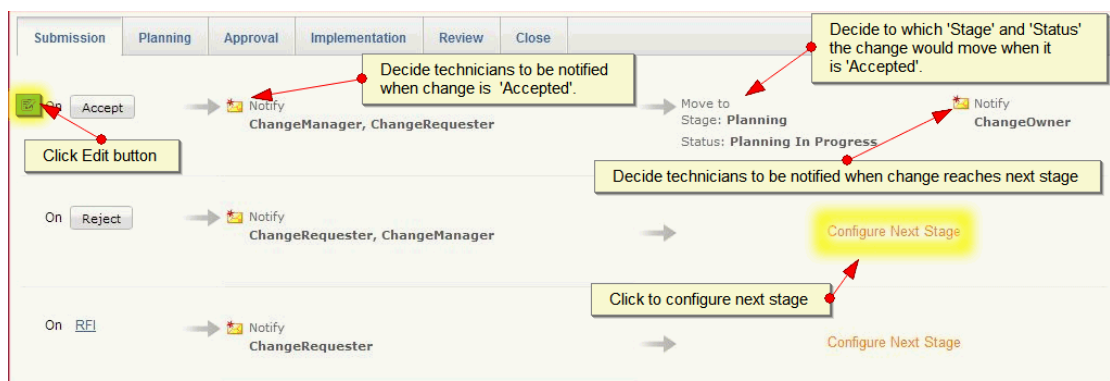 Submission Planning Approval Implementation Review Close
Decide to which 'Stage' and 'Status'
the change would move when it
is 'Accepted'.
Decide technicians to be notified
when change is 'Accepted'.
On Accept
Notify
ChangeManager, ChangeRequester
Move to
Stage: Planning
Status: Planning In Progress
Notify
ChangeOwner
Click Edit button
Decide technicians to be notified when change reaches next stage
On Reject
Notify
ChangeRequester, ChangeManager
Configure Next Stage
Click to configure next stage
On RFI
Notify
ChangeRequester
Configure Next Stage